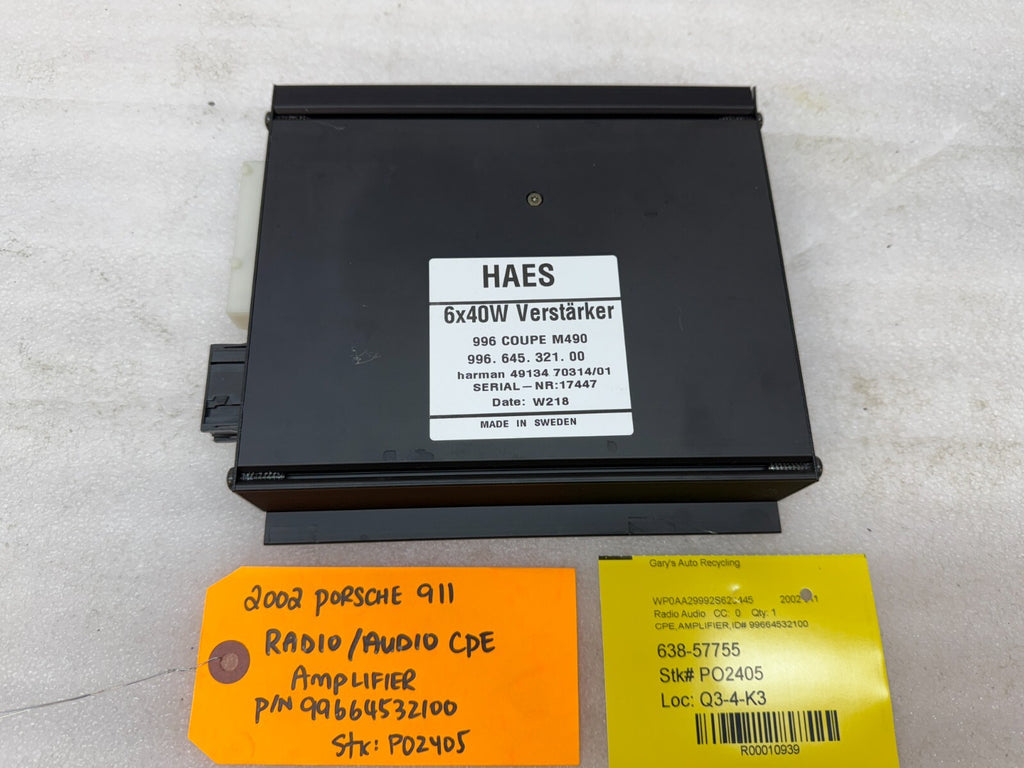 HAES
6x40W Verstärker
996 COUPE M490
996. 645. 321. 00
harman 49134 70314/01
SERIAL-NR:17447
Date: W218
MADE IN SWEDEN
2002 PORSCHE 911
RADIO/AUDIO CPE
AMPLIFIER
P/N 99664532100
Stk: PO2405
Gary's Auto Recycling
2002
Radio Audio CC: 0 Qty: 1
CPE, AMPLIFIER, ID# 99664532100
638-57755
Stk# PO2405
Loc: Q3-4-K3
R00010939